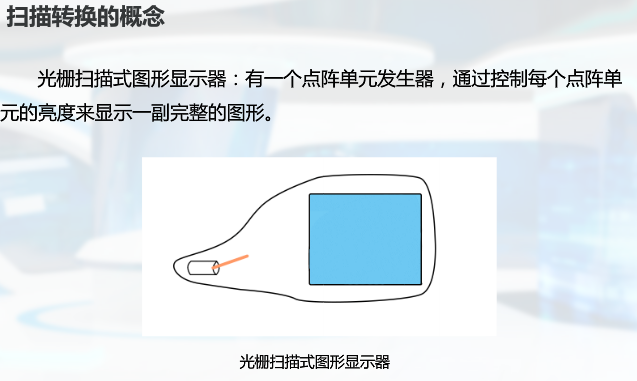 扫描转换的概念
光栅扫描式图形显示器：有一个点阵单元发生器，通过控制每个点阵单
元的亮度来显示一副完整的图形。
光栅扫描式图形显示器